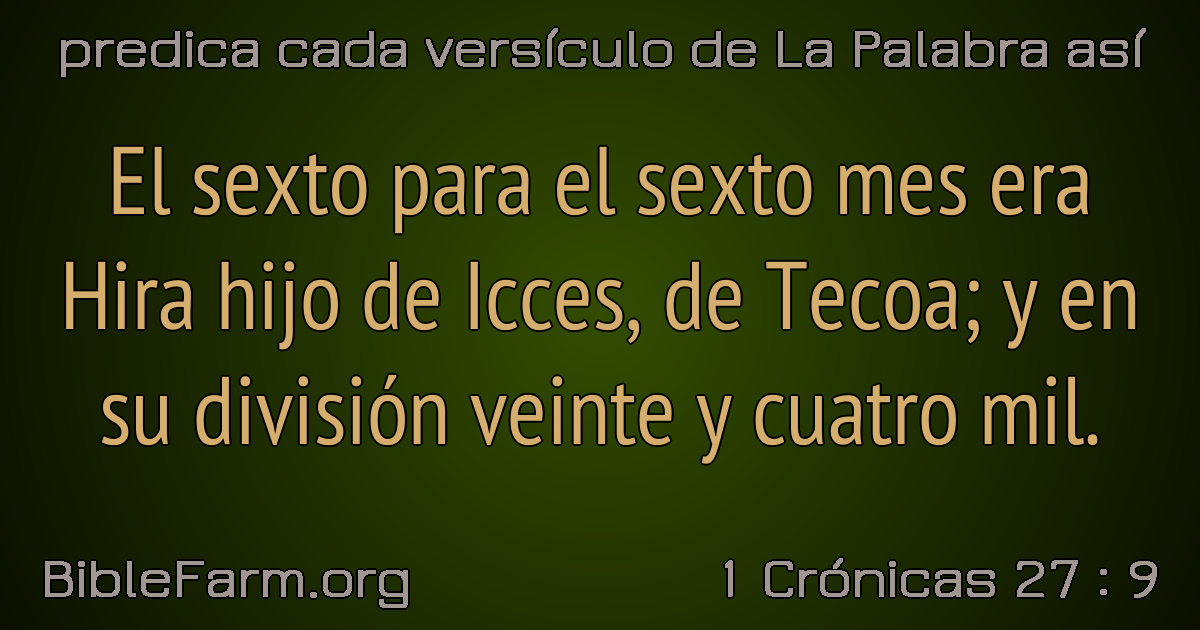 predica cada versículo de La Palabra así
El sexto para el sexto mes era
Hira hijo de Icces, de Tecoa; y en
su división veinte y cuatro mil.
BibleFarm.org
1 Crónicas 27 : 9